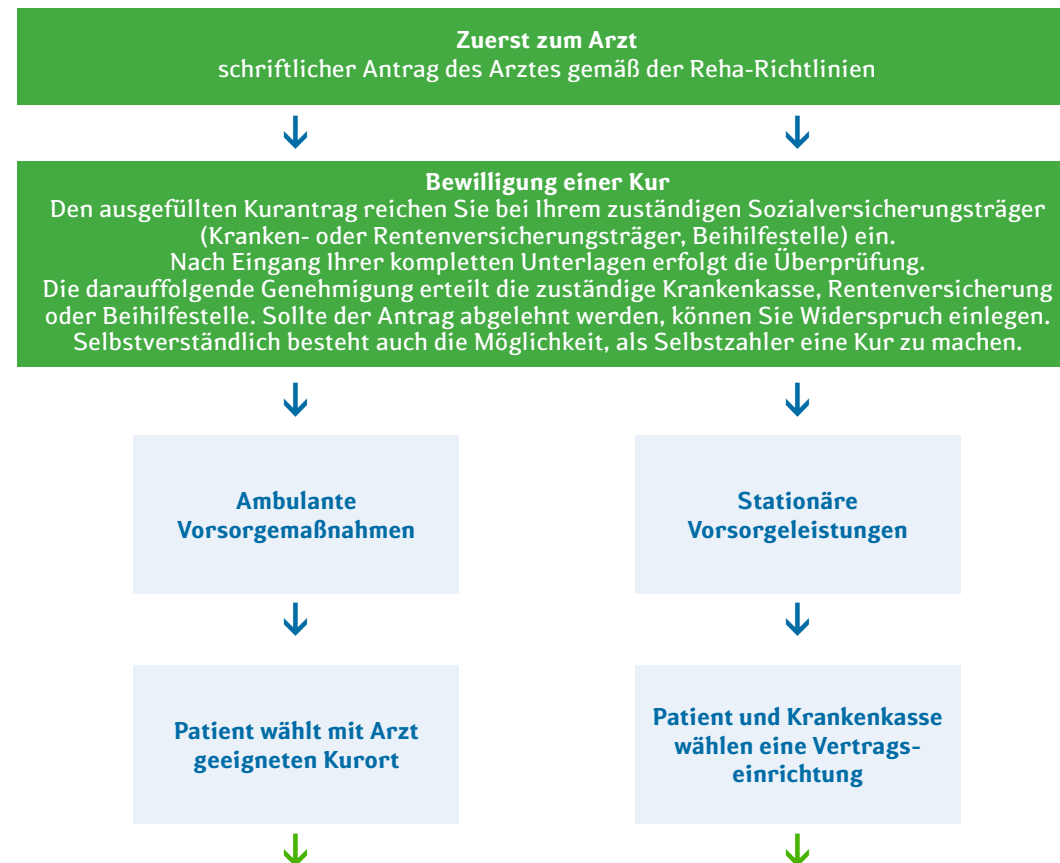 Zuerst zum Arzt
schriftlicher Antrag des Arztes gemäß der Reha-Richtlinien
Bewilligung einer Kur
Den ausgefüllten Kurantrag reichen Sie bei Ihrem zuständigen Sozialversicherungsträger
(Kranken- oder Rentenversicherungsträger, Beihilfestelle) ein.
Nach Eingang Ihrer kompletten Unterlagen erfolgt die Überprüfung.
Die darauffolgende Genehmigung erteilt die zuständige Krankenkasse, Rentenversicherung
oder Beihilfestelle. Sollte der Antrag abgelehnt werden, können Sie Widerspruch einlegen.
Selbstverständlich besteht auch die Möglichkeit, als Selbstzahler eine Kur zu machen.
Ambulante
Vorsorgemaßnahmen
Stationäre
Vorsorgeleistungen
Patient wählt mit Arzt
geeigneten Kurort
Patient und Krankenkasse
wählen eine Vertrags-
einrichtung